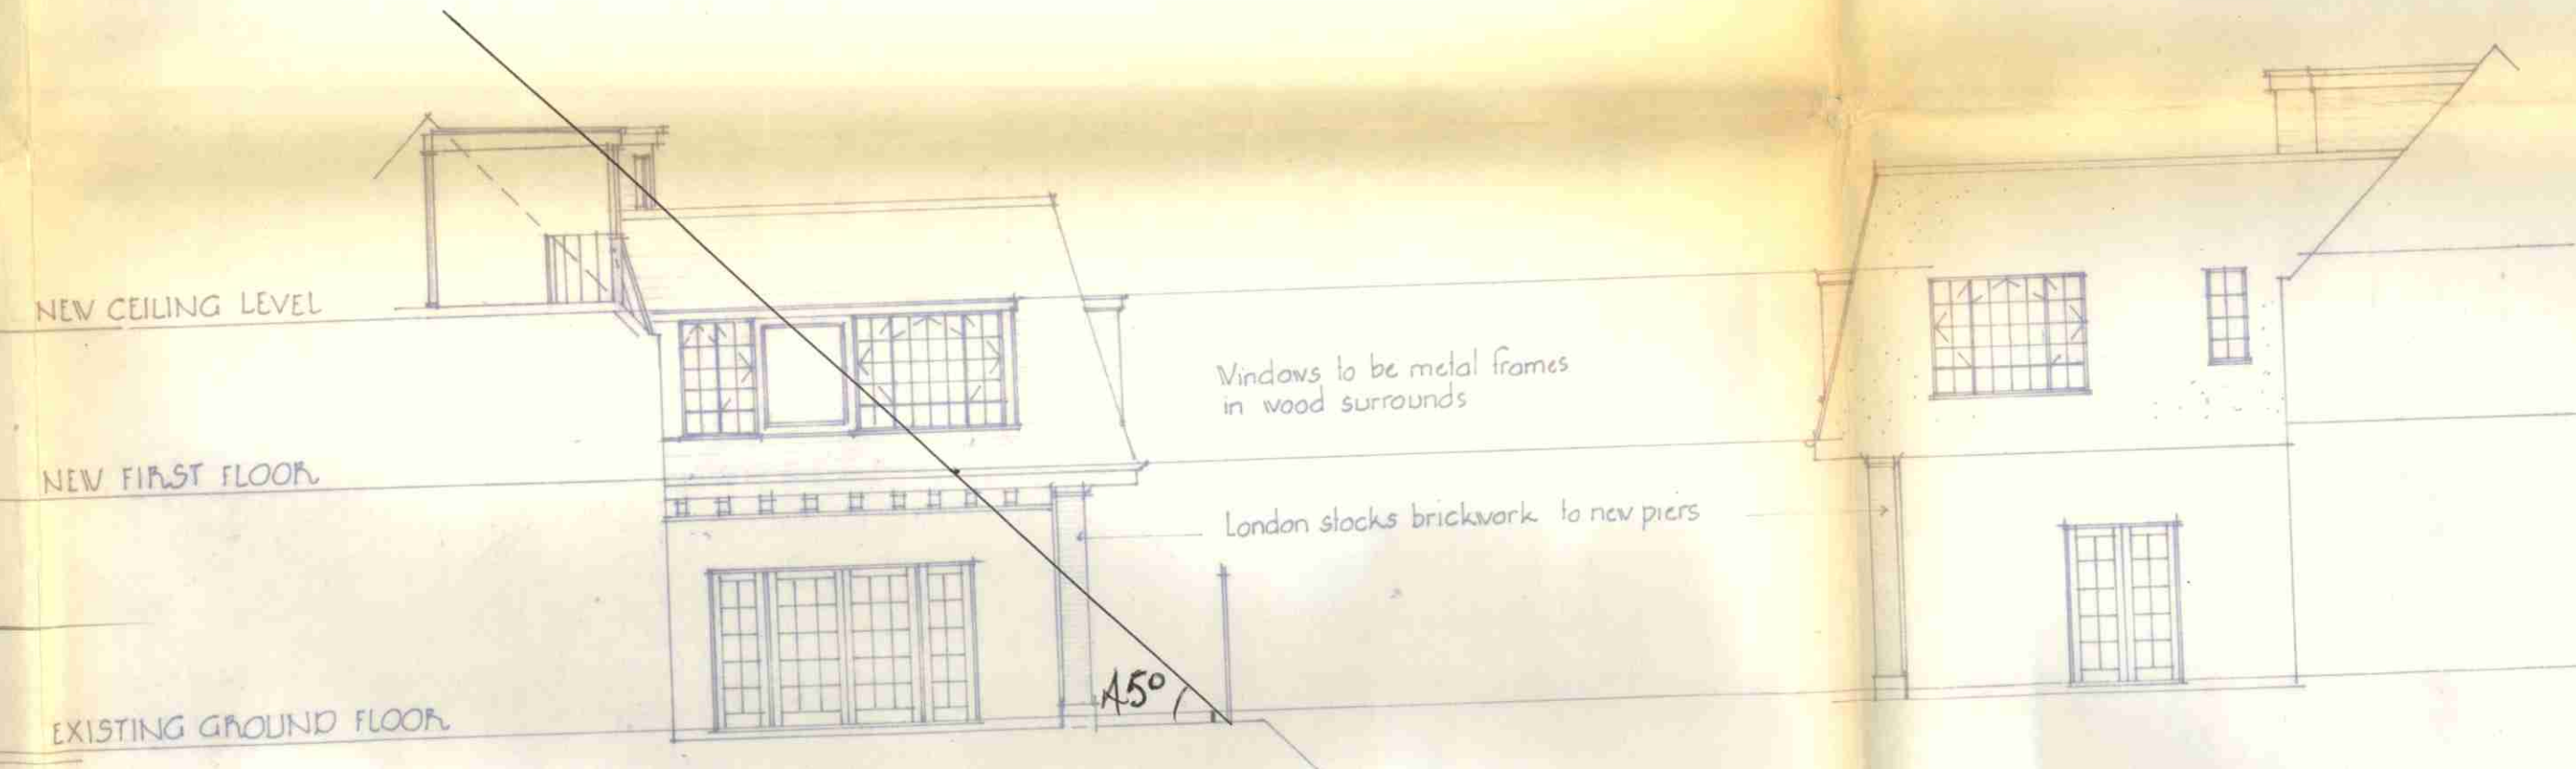 NEW CEILING LEVEL
Windows to be metal frames
in wood surrounds
NEW FIRST FLOOR
London stocks brickwork to new piers
45°
EXISTING GROUND FLOOR